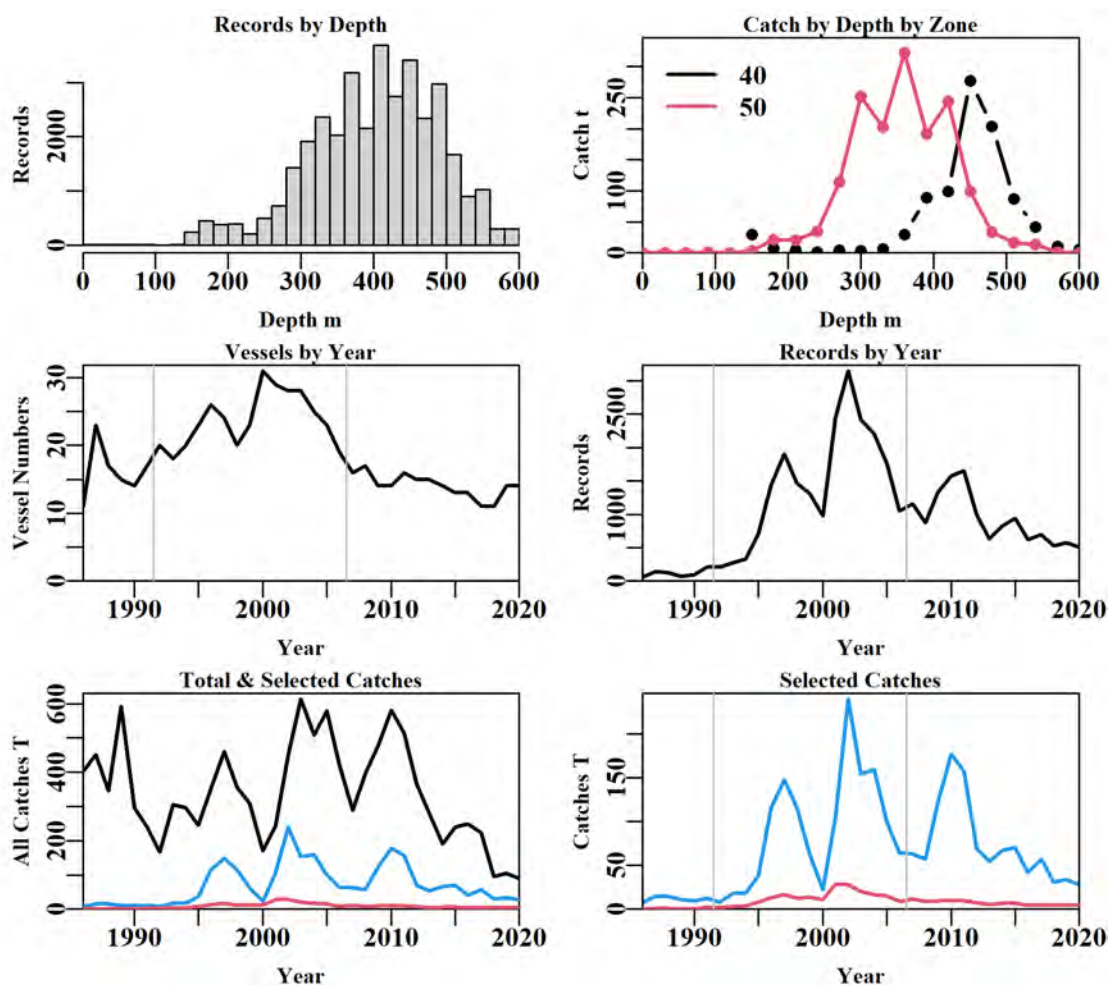 Records by Depth
Records
0
2000
0 100 200 300 400 500 600
Depth m
Catch by Depth by Zone
Catch t
0
100
250
40
50
0 100 200 300 400 500 600
Depth m
Vessels by Year
Vessel Numbers
0
10
20
30
1990 2000 2010 2020
Year
Records by Year
Records
0
1000
2500
1990 2000 2010 2020
Year
Total & Selected Catches
All Catches T
0
200
400
600
1990 2000 2010 2020
Year
Selected Catches
Catches T
0
50
150
1990 2000 2010 2020
Year